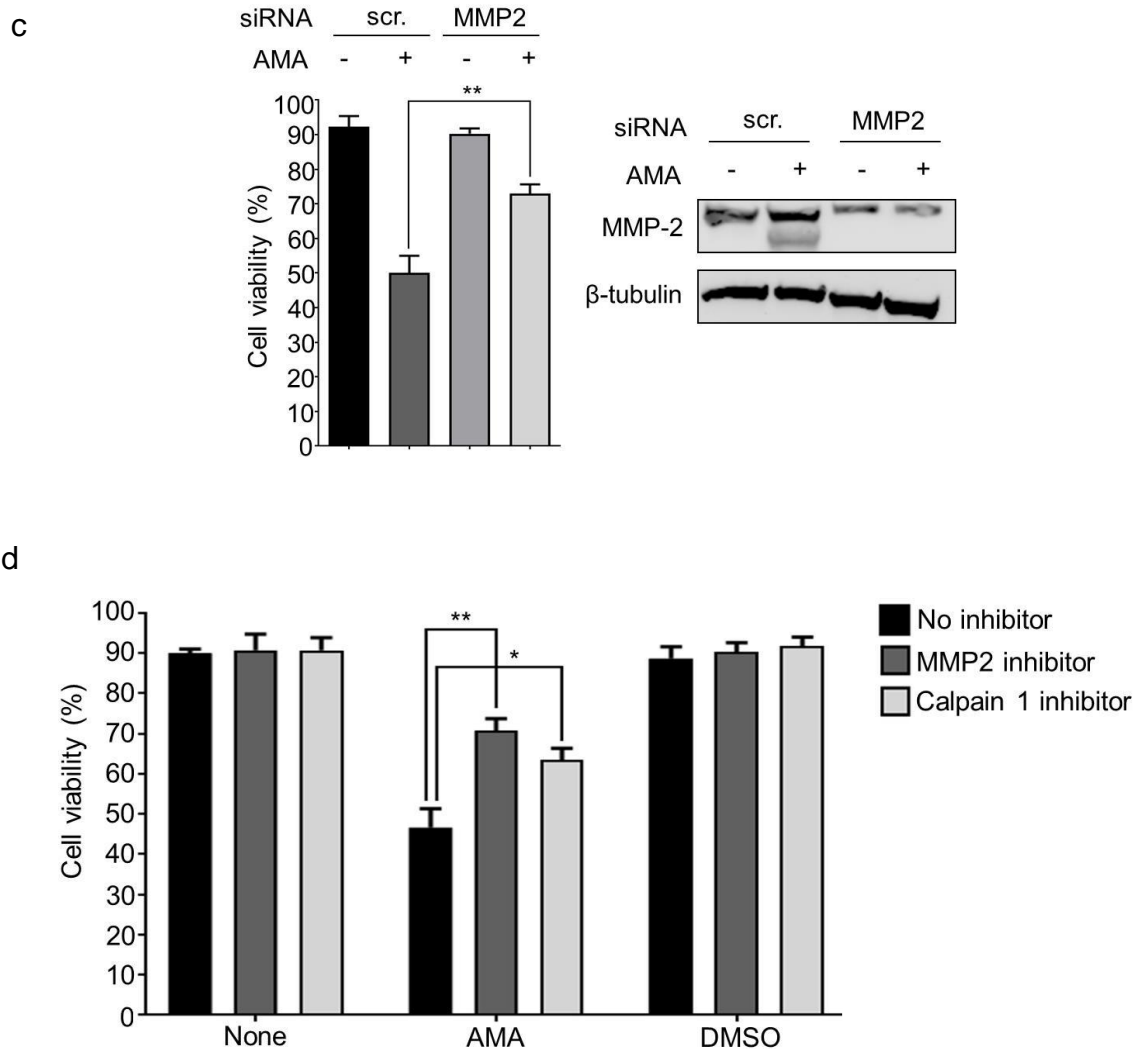 c
siRNA scr. MMP2
AMA - + - +
**
100
90
80
70
60
50
40
30
20
10
0
Cell viability (%)
siRNA scr. MMP2
AMA - + - +
MMP-2
β-tubulin
d
100
90
80
70
60
50
40
30
20
10
0
Cell viability (%)
**
*
None AMA DMSO
No inhibitor
MMP2 inhibitor
Calpain 1 inhibitor